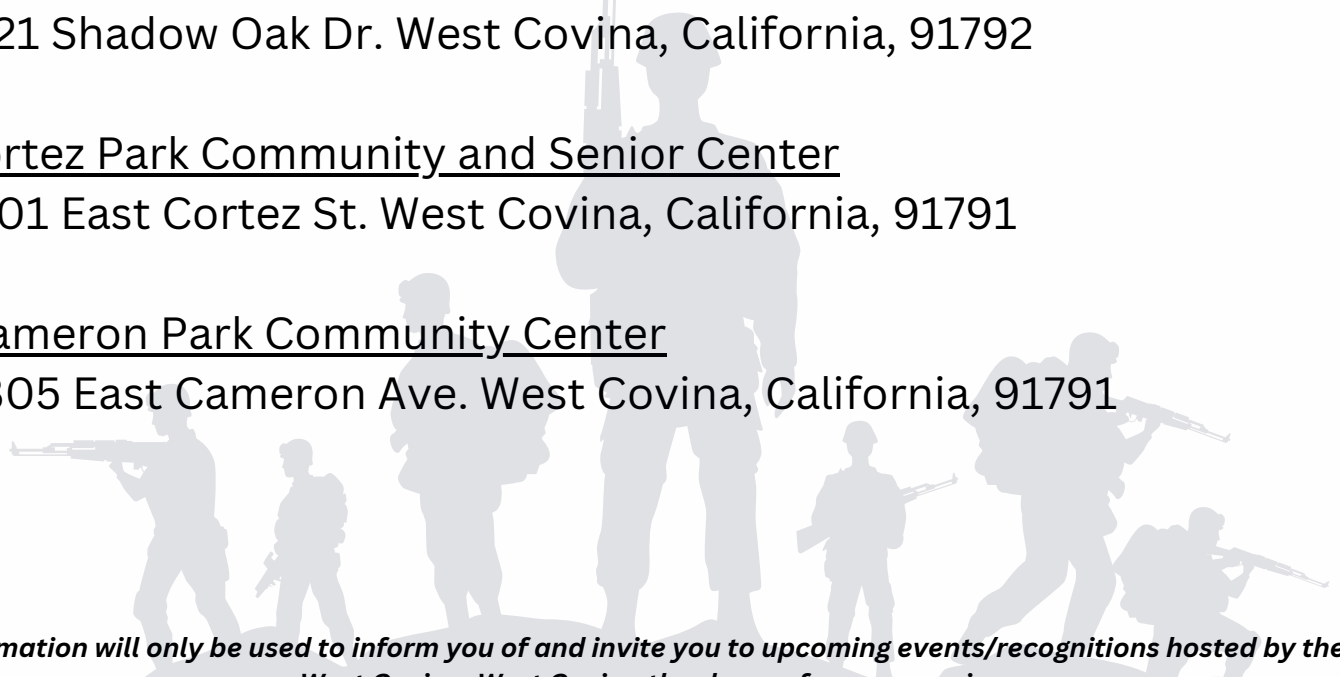 21 Shadow Oak Dr. West Covina, California, 91792
rtez Park Community and Senior Center
01 East Cortez St. West Covina, California, 91791
ameron Park Community Center
305 East Cameron Ave. West Covina, California, 91791
mation will only be used to inform you of and invite you to upcoming events/recognitions hosted by the